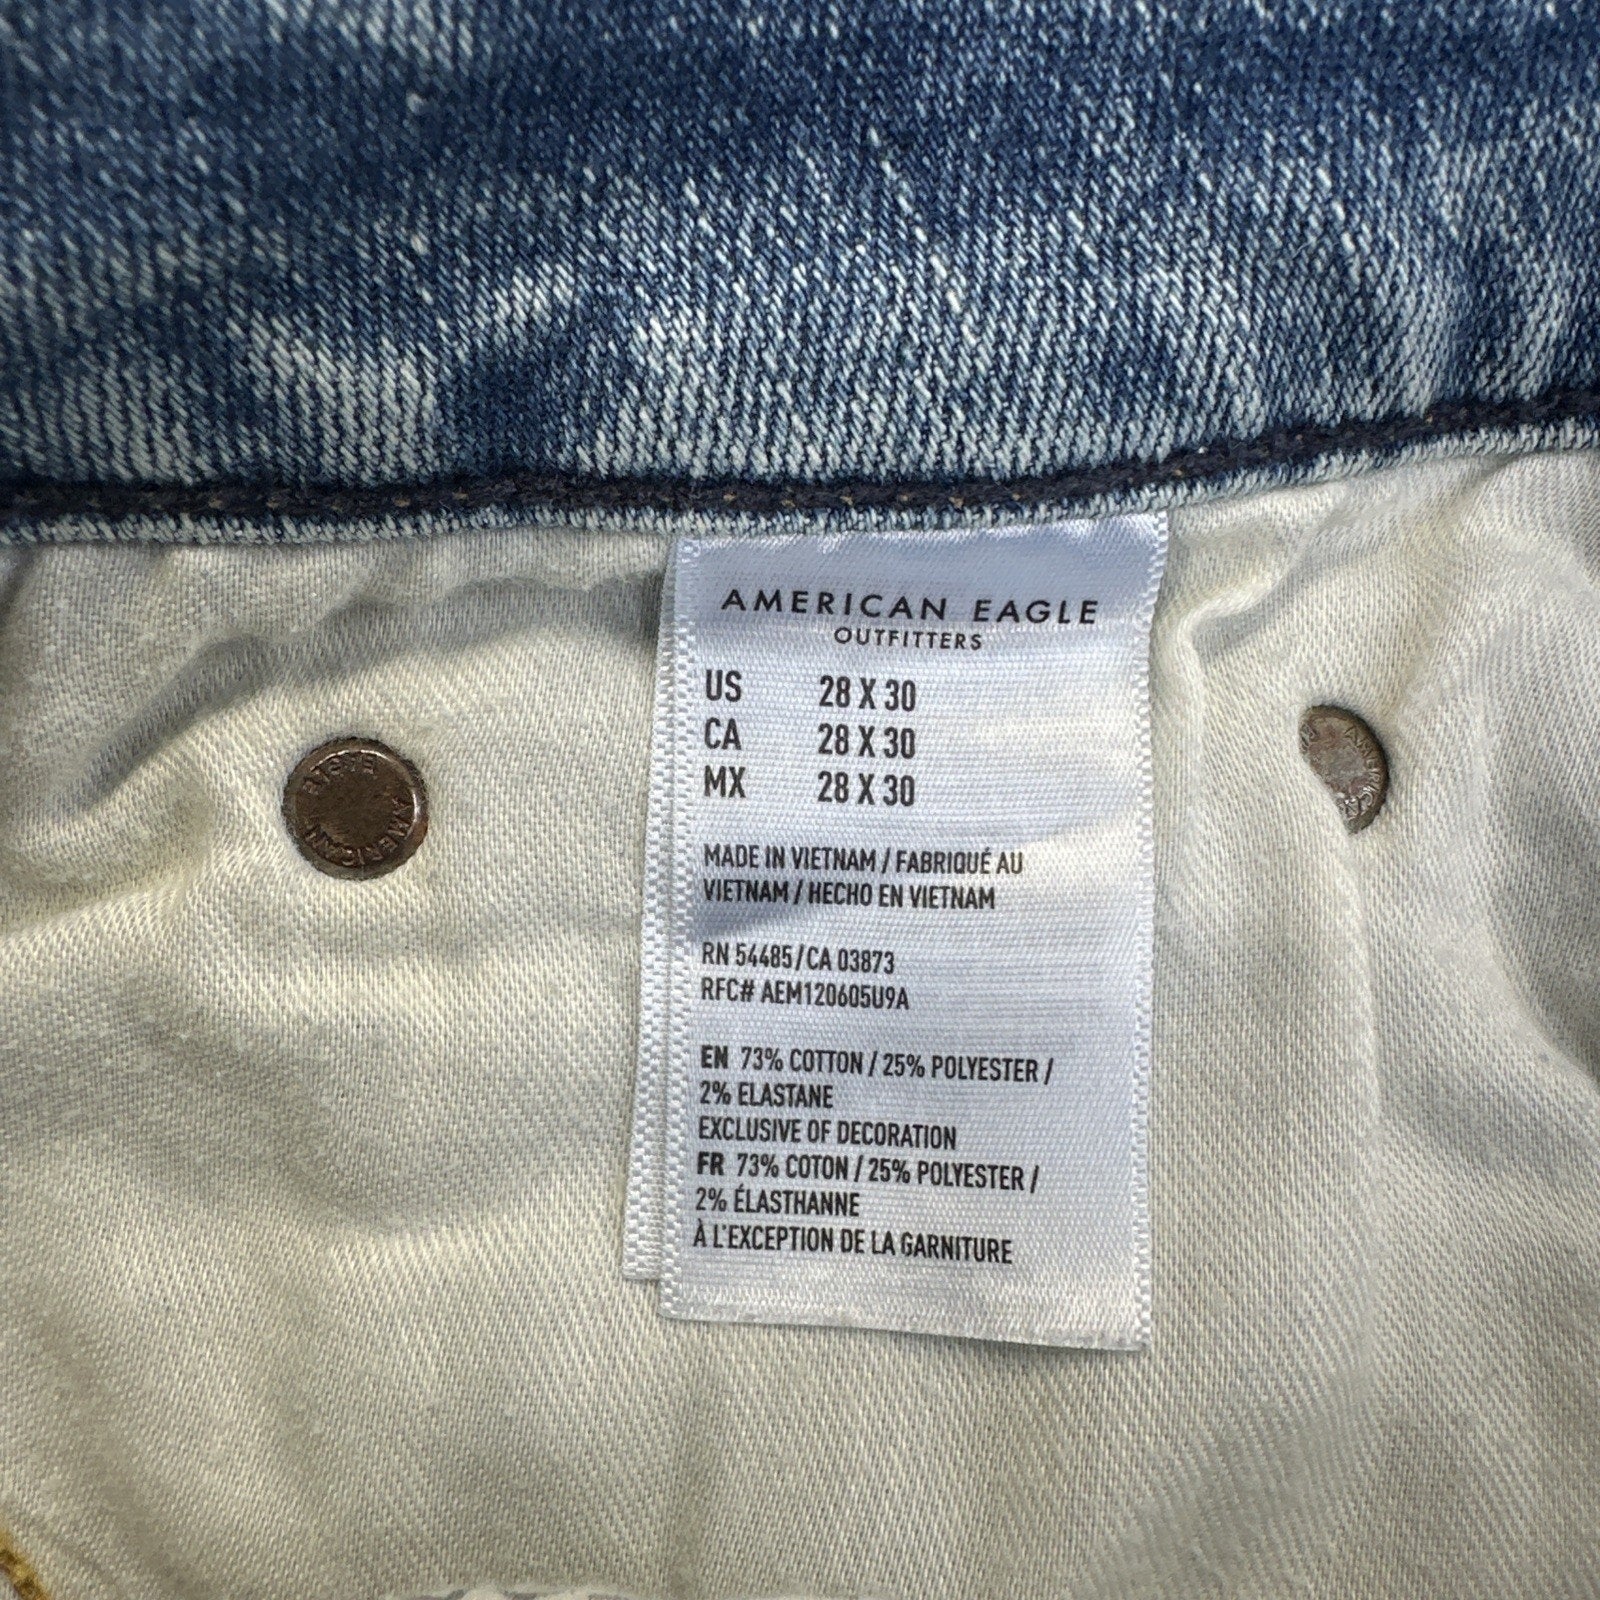 AMERICAN EAGLE
OUTFITTERS
US 28 X 30
CA 28 X 30
MX 28 X 30
MADE IN VIETNAM / FABRIQUÉ AU
VIETNAM / HECHO EN VIETNAM
RN 54485/CA 03873
RFC# AEM120605U9A
EN 73% COTTON / 25% POLYESTER /
2% ELASTANE
EXCLUSIVE OF DECORATION
FR 73% COTON / 25% POLYESTER /
2% ÉLASTHANNE
À L'EXCEPTION DE LA GARNITURE
AMERICAN EAGLE